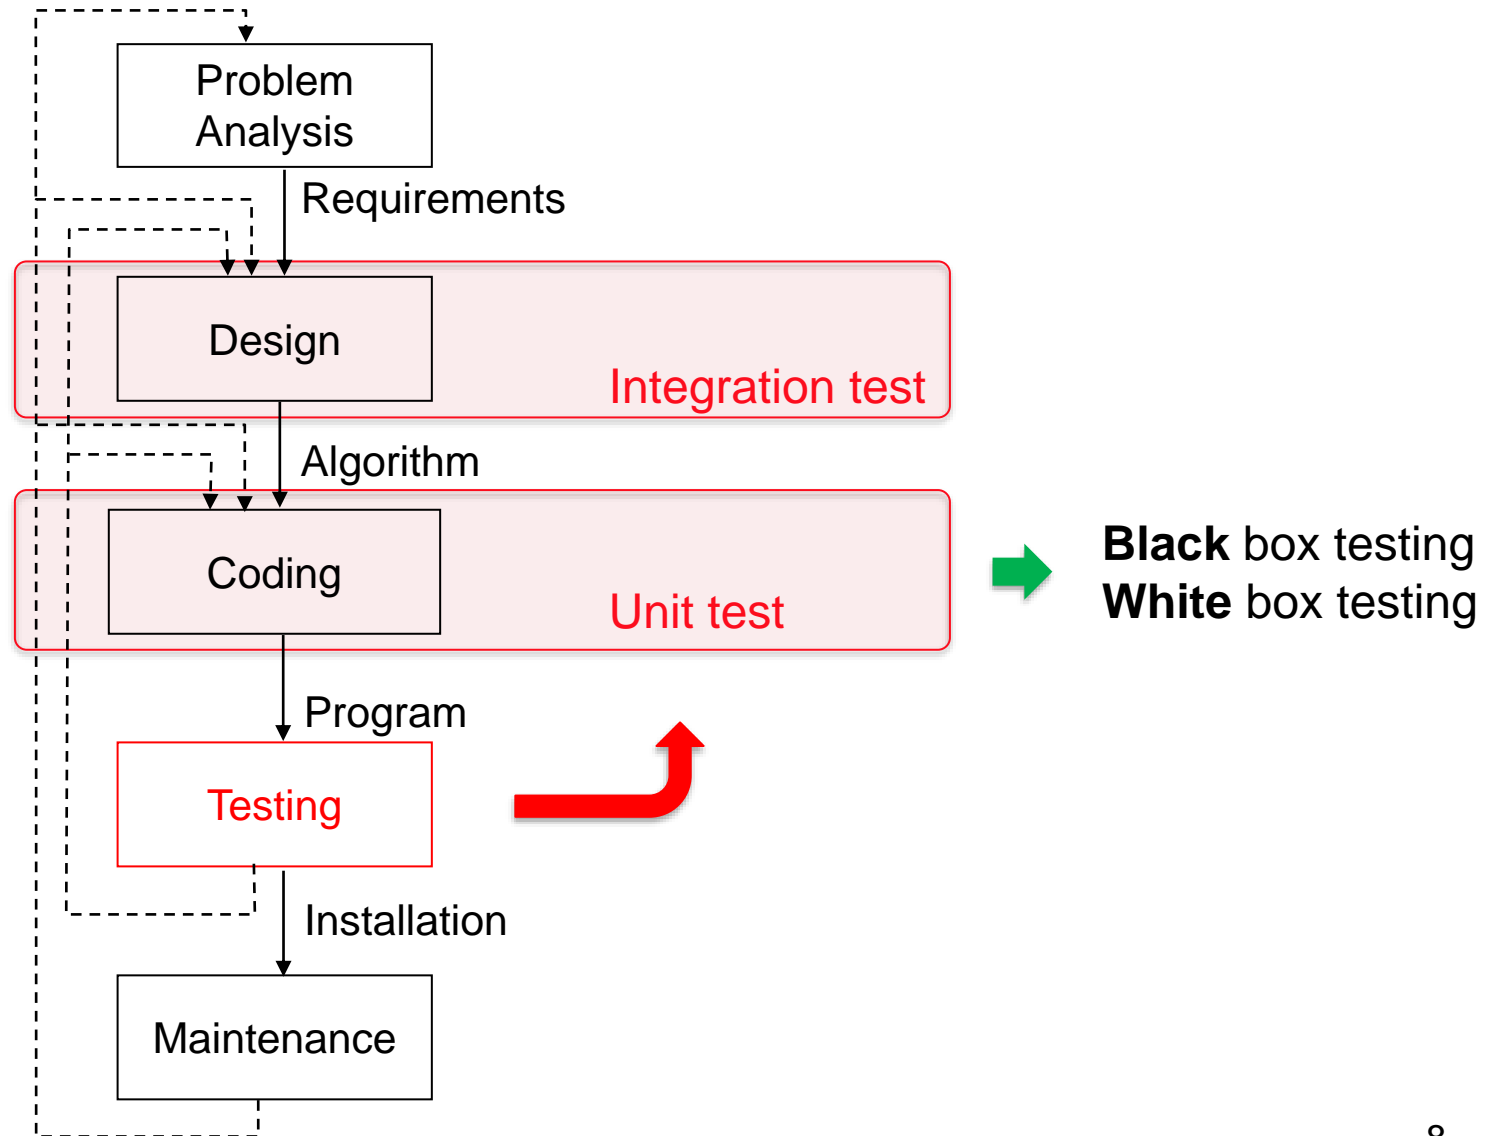 Problem
Analysis
Requirements
Design
Integration test
Algorithm
Coding
Unit test
Black box testing
White box testing
Program
Testing
Installation
Maintenance
8